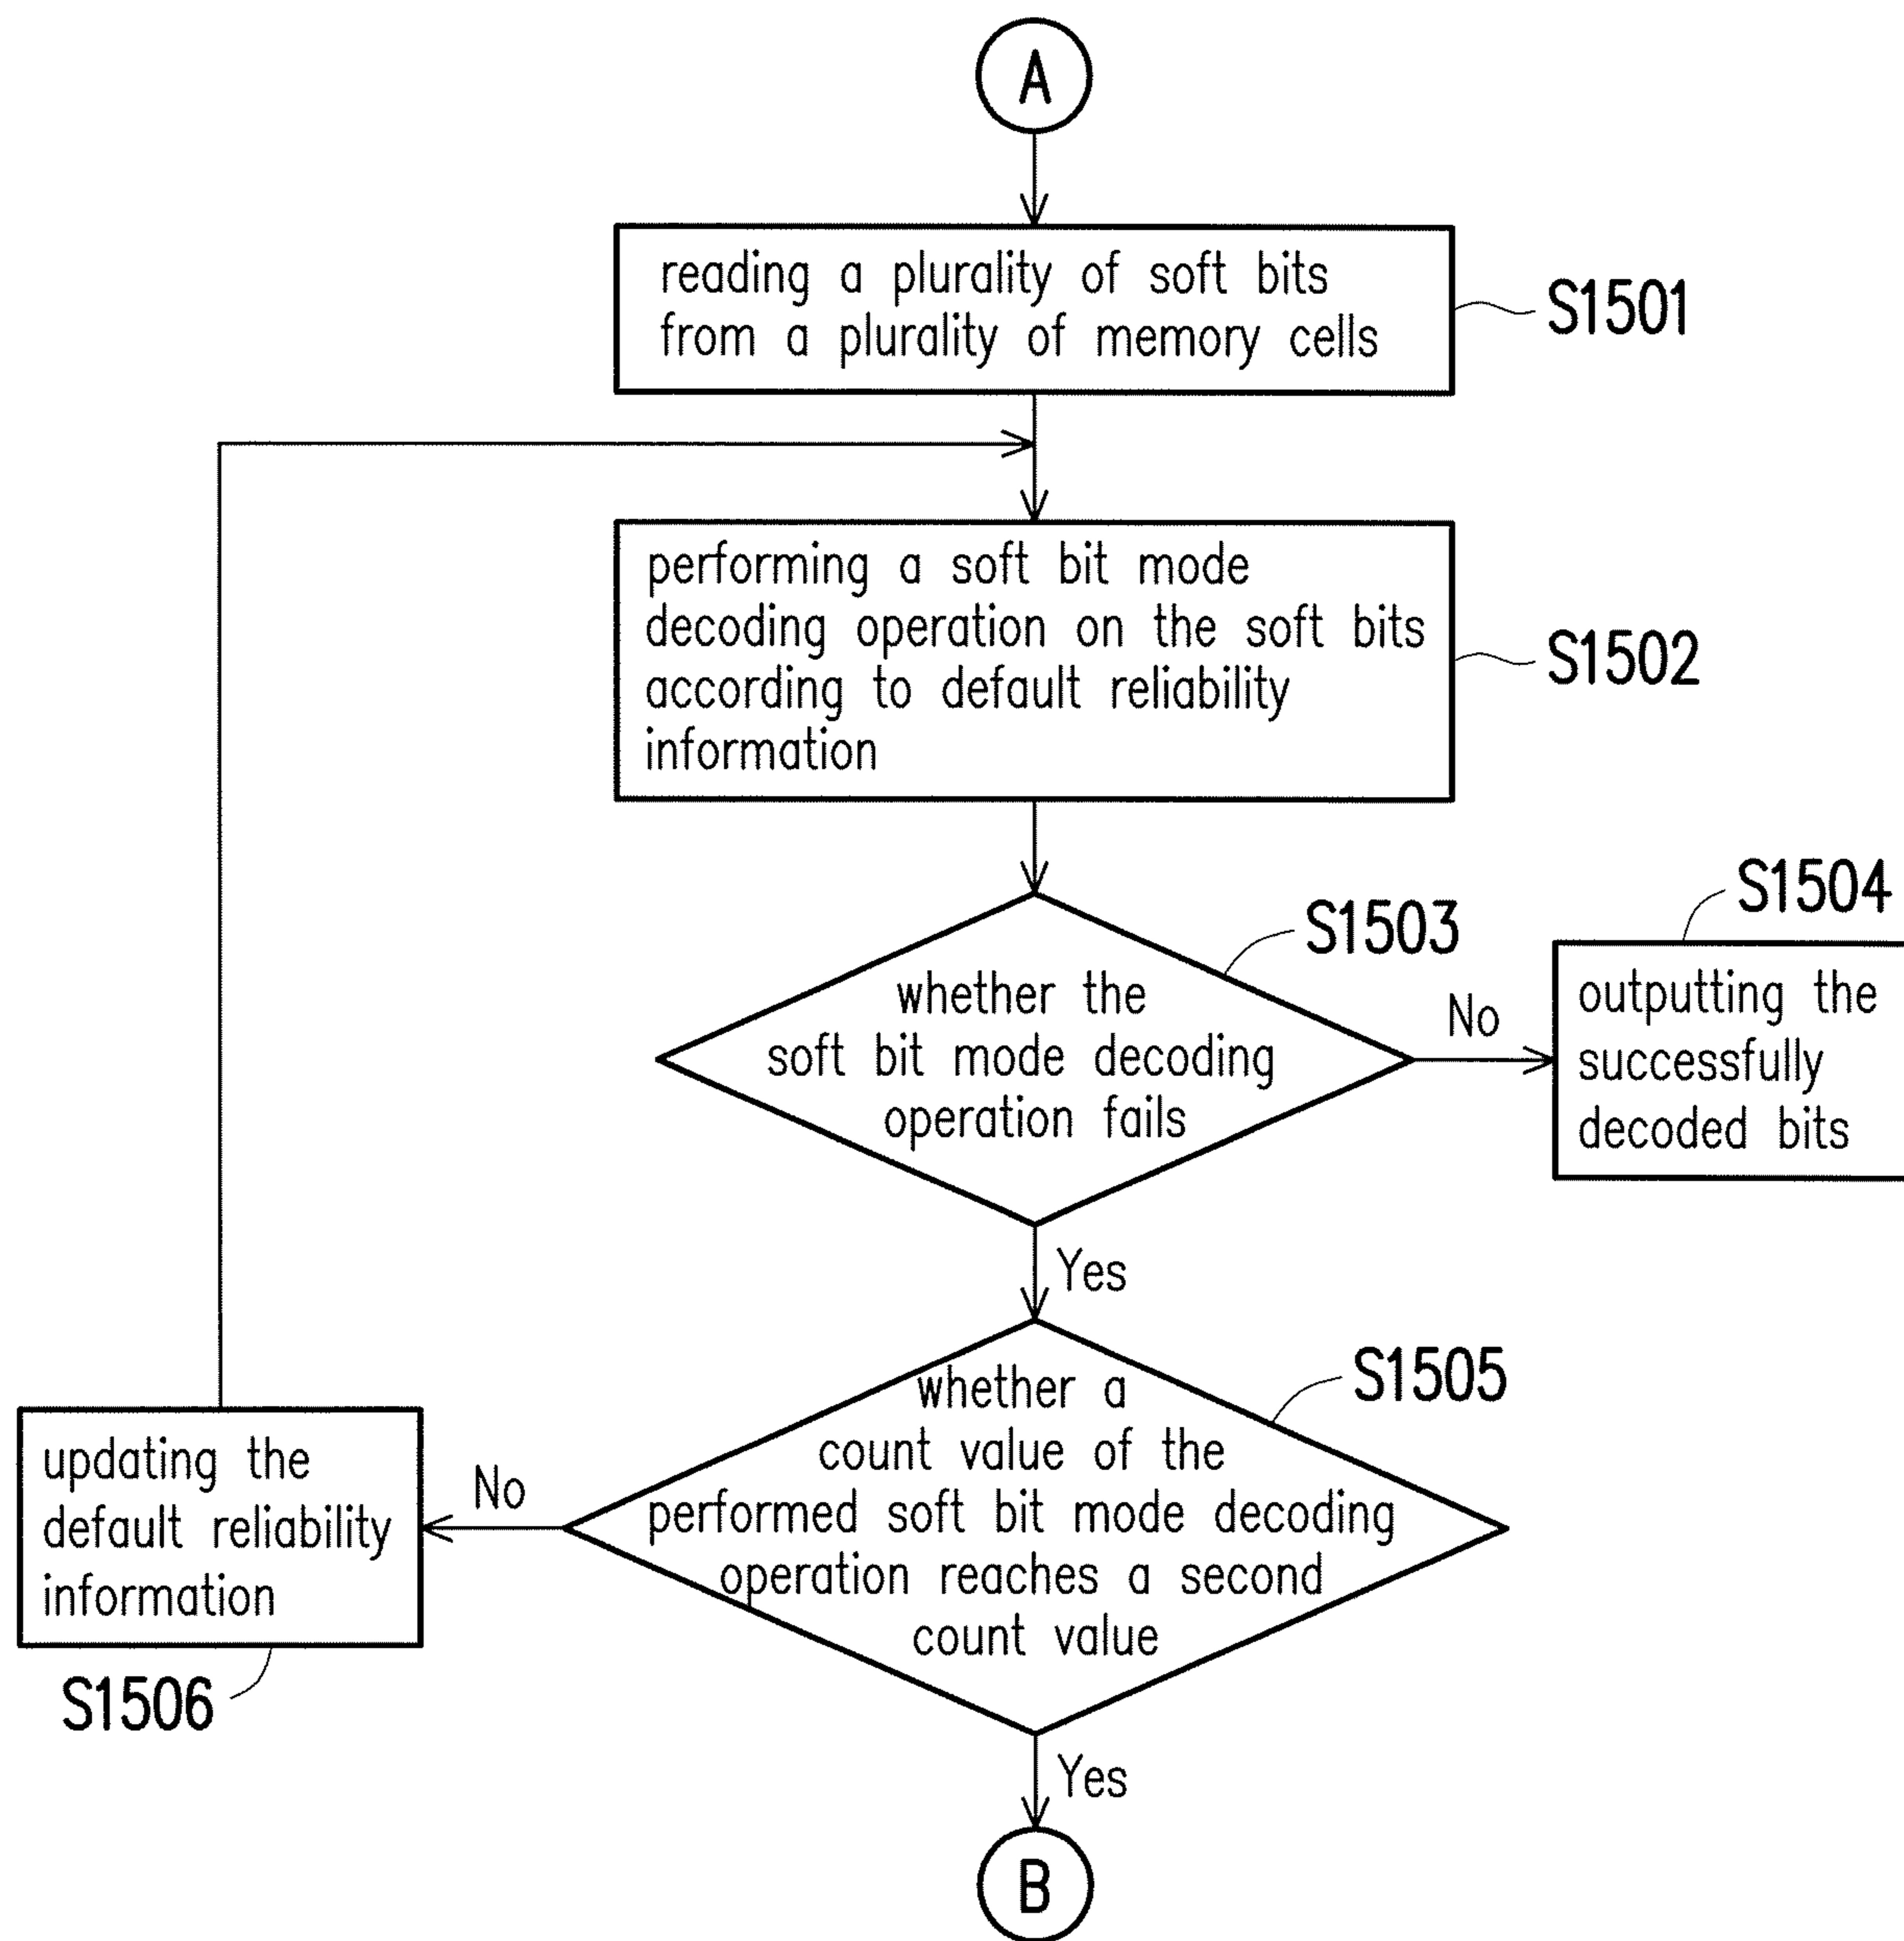 A
reading a plurality of soft bits
from a plurality of memory cells
S1501
performing a soft bit mode
decoding operation on the soft bits
according to default reliability
information
S1502
S1503
whether the
soft bit mode decoding
operation fails
No
S1504
outputting the
successfully
decoded bits
Yes
S1505
whether a
count value of the
performed soft bit mode decoding
operation reaches a second
count value
No
updating the
default reliability
information
S1506
Yes
B